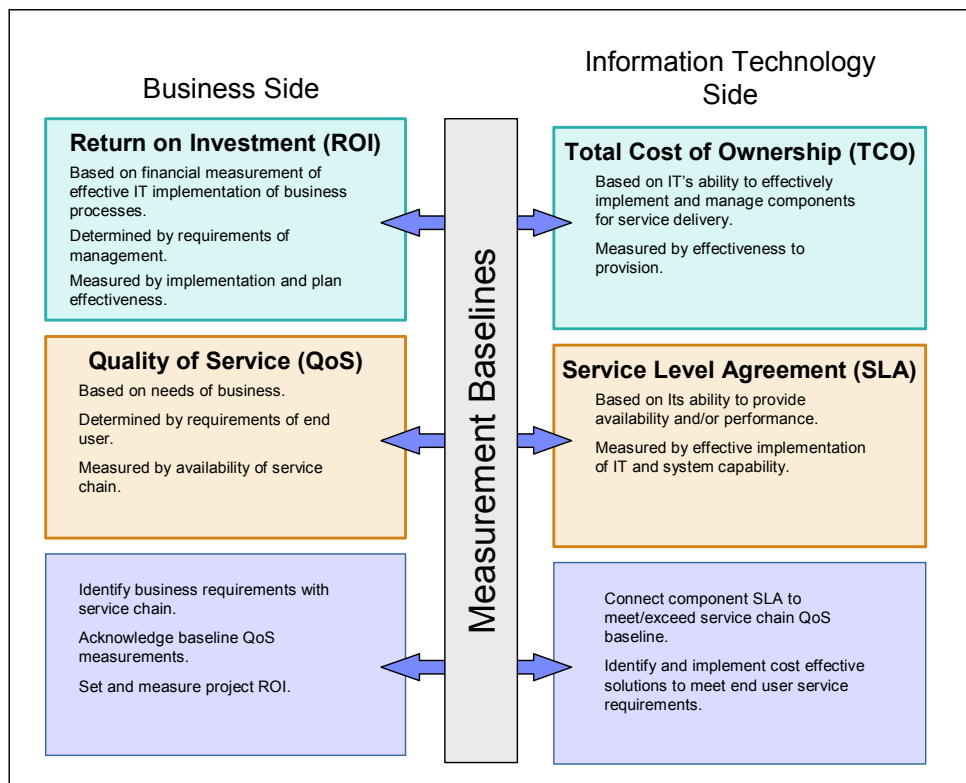 Business Side
Information Technology
Side
Return on Investment (ROI)
Based on financial measurement of
effective IT implementation of business
processes.
Determined by requirements of
management.
Measured by implementation and plan
effectiveness.
Quality of Service (QoS)
Based on needs of business.
Determined by requirements of end
user.
Measured by availability of service
chain.
Identify business requirements with
service chain.
Acknowledge baseline QoS
measurements.
Set and measure project ROI.
Measurement Baselines
Total Cost of Ownership (TCO)
Based on IT's ability to effectively
implement and manage components
for service delivery.
Measured by effectiveness to
provision.
Service Level Agreement (SLA)
Based on Its ability to provide
availability and/or performance.
Measured by effective implementation
of IT and system capability.
Connect component SLA to
meet/exceed service chain QoS
baseline.
Identify and implement cost effective
solutions to meet end user service
requirements.